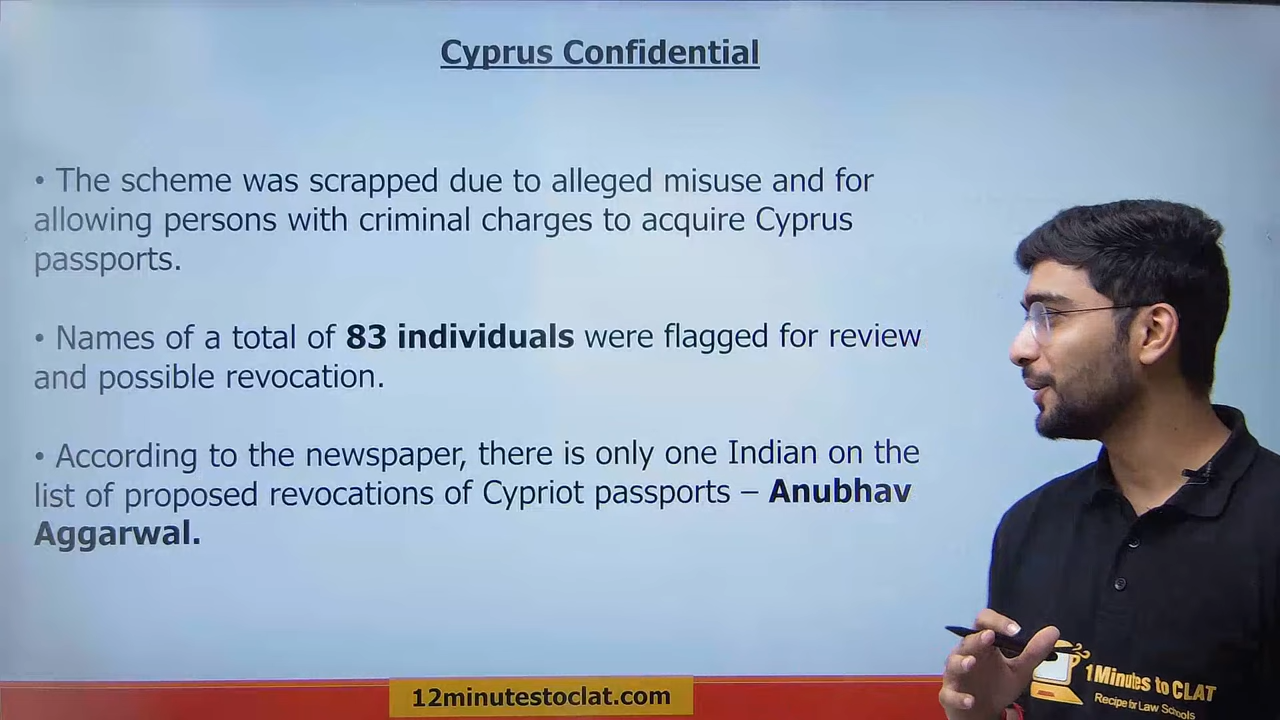 Cyprus Confidential
• The scheme was scrapped due to alleged misuse and for
allowing persons with criminal charges to acquire Cyprus
passports.
• Names of a total of 83 individuals were flagged for review
and possible revocation.
• According to the newspaper, there is only one Indian on the
list of proposed revocations of Cypriot passports – Anubhav
Aggarwal.
12minutestoclat.com
1Minutes to CLAT
Recipe for Law Schools